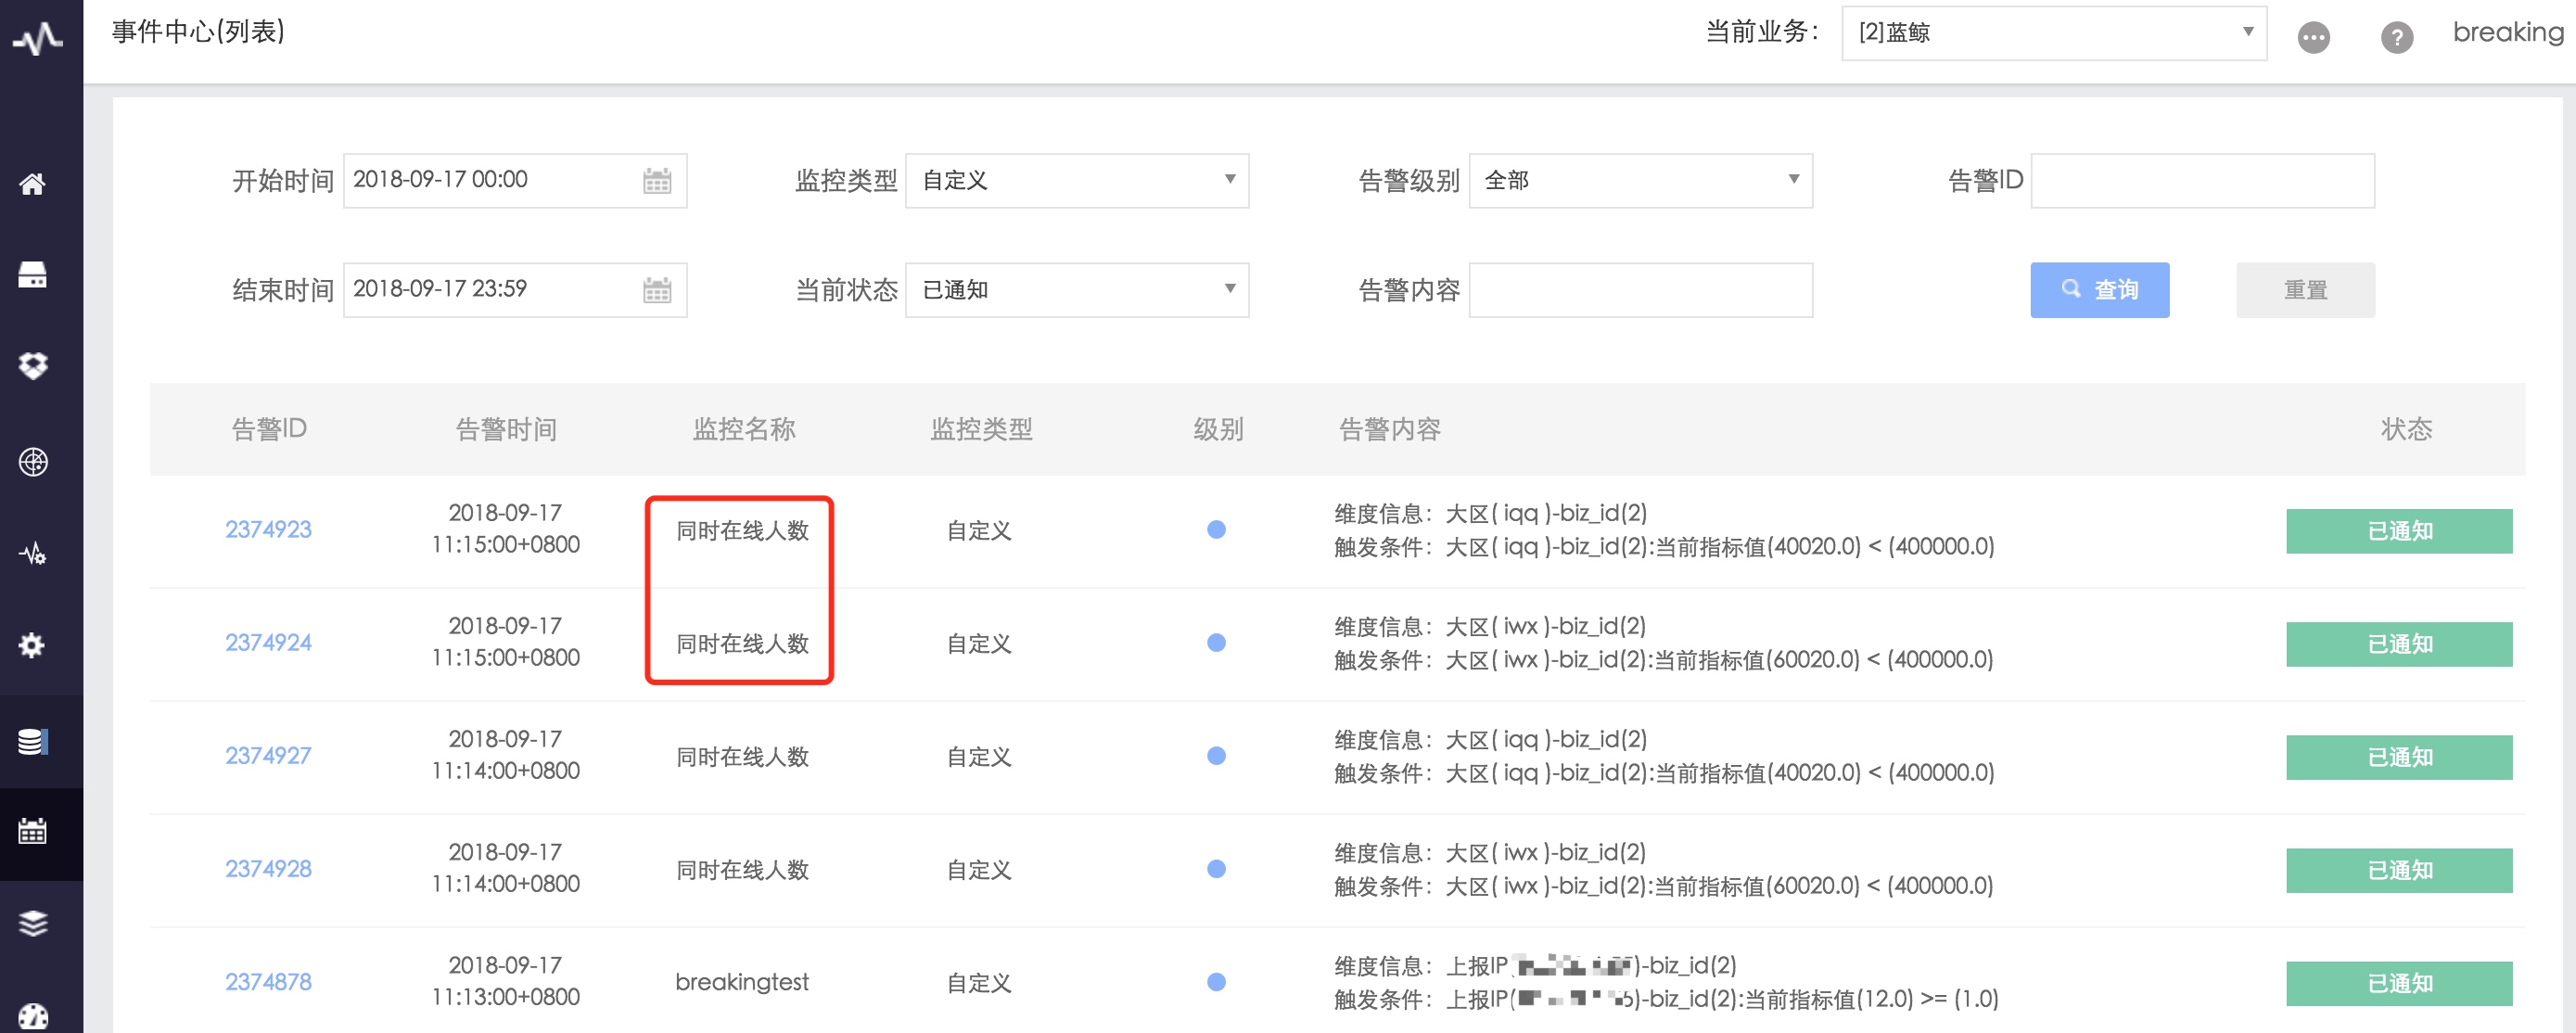 事件中心(列表)
当前业务：
[2]蓝鲸
breaking
开始时间
2018-09-17 00:00
监控类型
自定义
告警级别
全部
告警ID
结束时间
2018-09-17 23:59
当前状态
已通知
告警内容
查询
重置
告警ID
告警时间
监控名称
监控类型
级别
告警内容
状态
2374923
2018-09-17
11:15:00+0800
同时在线人数
自定义
维度信息：大区( iqq )-biz_id(2)
触发条件：大区( iqq )-biz_id(2):当前指标值(40020.0) < (400000.0)
已通知
2374924
2018-09-17
11:15:00+0800
同时在线人数
自定义
维度信息：大区( iwx )-biz_id(2)
触发条件：大区( iwx )-biz_id(2):当前指标值(60020.0) < (400000.0)
已通知
2374927
2018-09-17
11:14:00+0800
同时在线人数
自定义
维度信息：大区( iqq )-biz_id(2)
触发条件：大区( iqq )-biz_id(2):当前指标值(40020.0) < (400000.0)
已通知
2374928
2018-09-17
11:14:00+0800
同时在线人数
自定义
维度信息：大区( iwx )-biz_id(2)
触发条件：大区( iwx )-biz_id(2):当前指标值(60020.0) < (400000.0)
已通知
2374878
2018-09-17
11:13:00+0800
breakingtest
自定义
维度信息：上报IP( )-biz_id(2)
触发条件：上报IP( )-biz_id(2):当前指标值(12.0) >= (1.0)
已通知